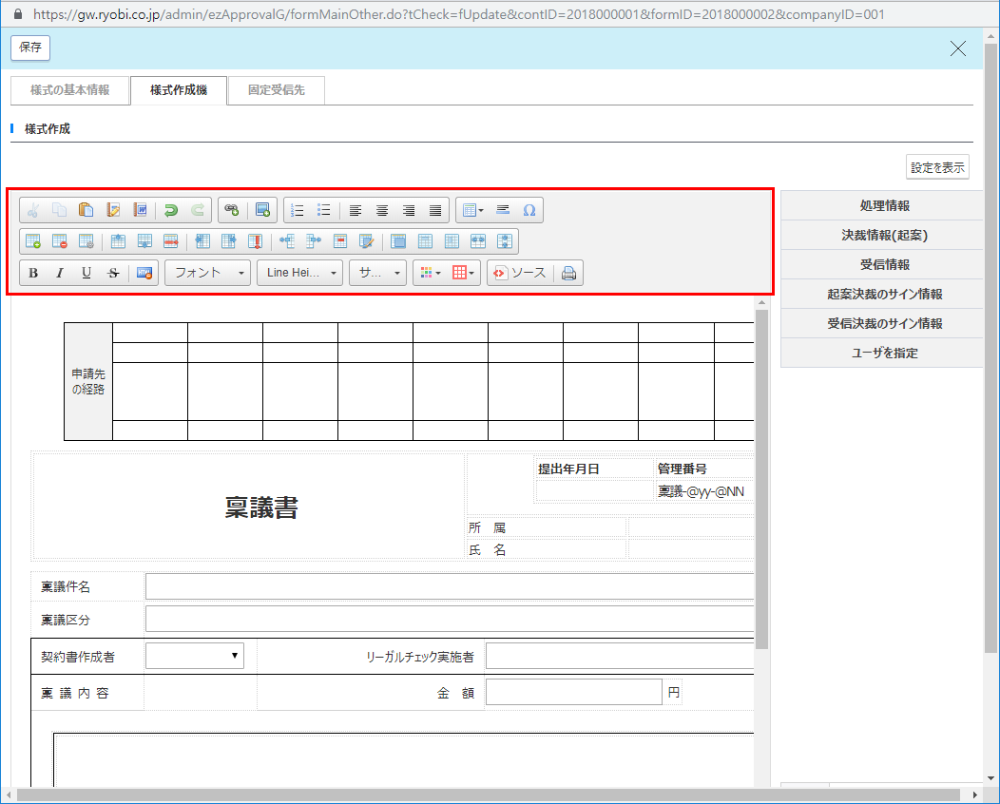 https://gw.ryobi.co.jp/admin/ezApprovalG/formMainOther.do?tCheck=fUpdate&contID=2018000001&formID=2018000002&companyID=001
保存
様式の基本情報 様式作成機 固定受信先
様式作成
設定を表示
処理情報
決裁情報(起案)
受信情報
起案決裁のサイン情報
受信決裁のサイン情報
ユーザを指定
B I U S フォント Line Hei... サ... ソース
申請先
の経路
提出年月日 管理番号
稟議-@yy-@NN
稟議書
所 属
氏 名
稟議件名
稟議区分
契約書作成者 リーガルチェック実施者
稟 議 内 容 金 額 円